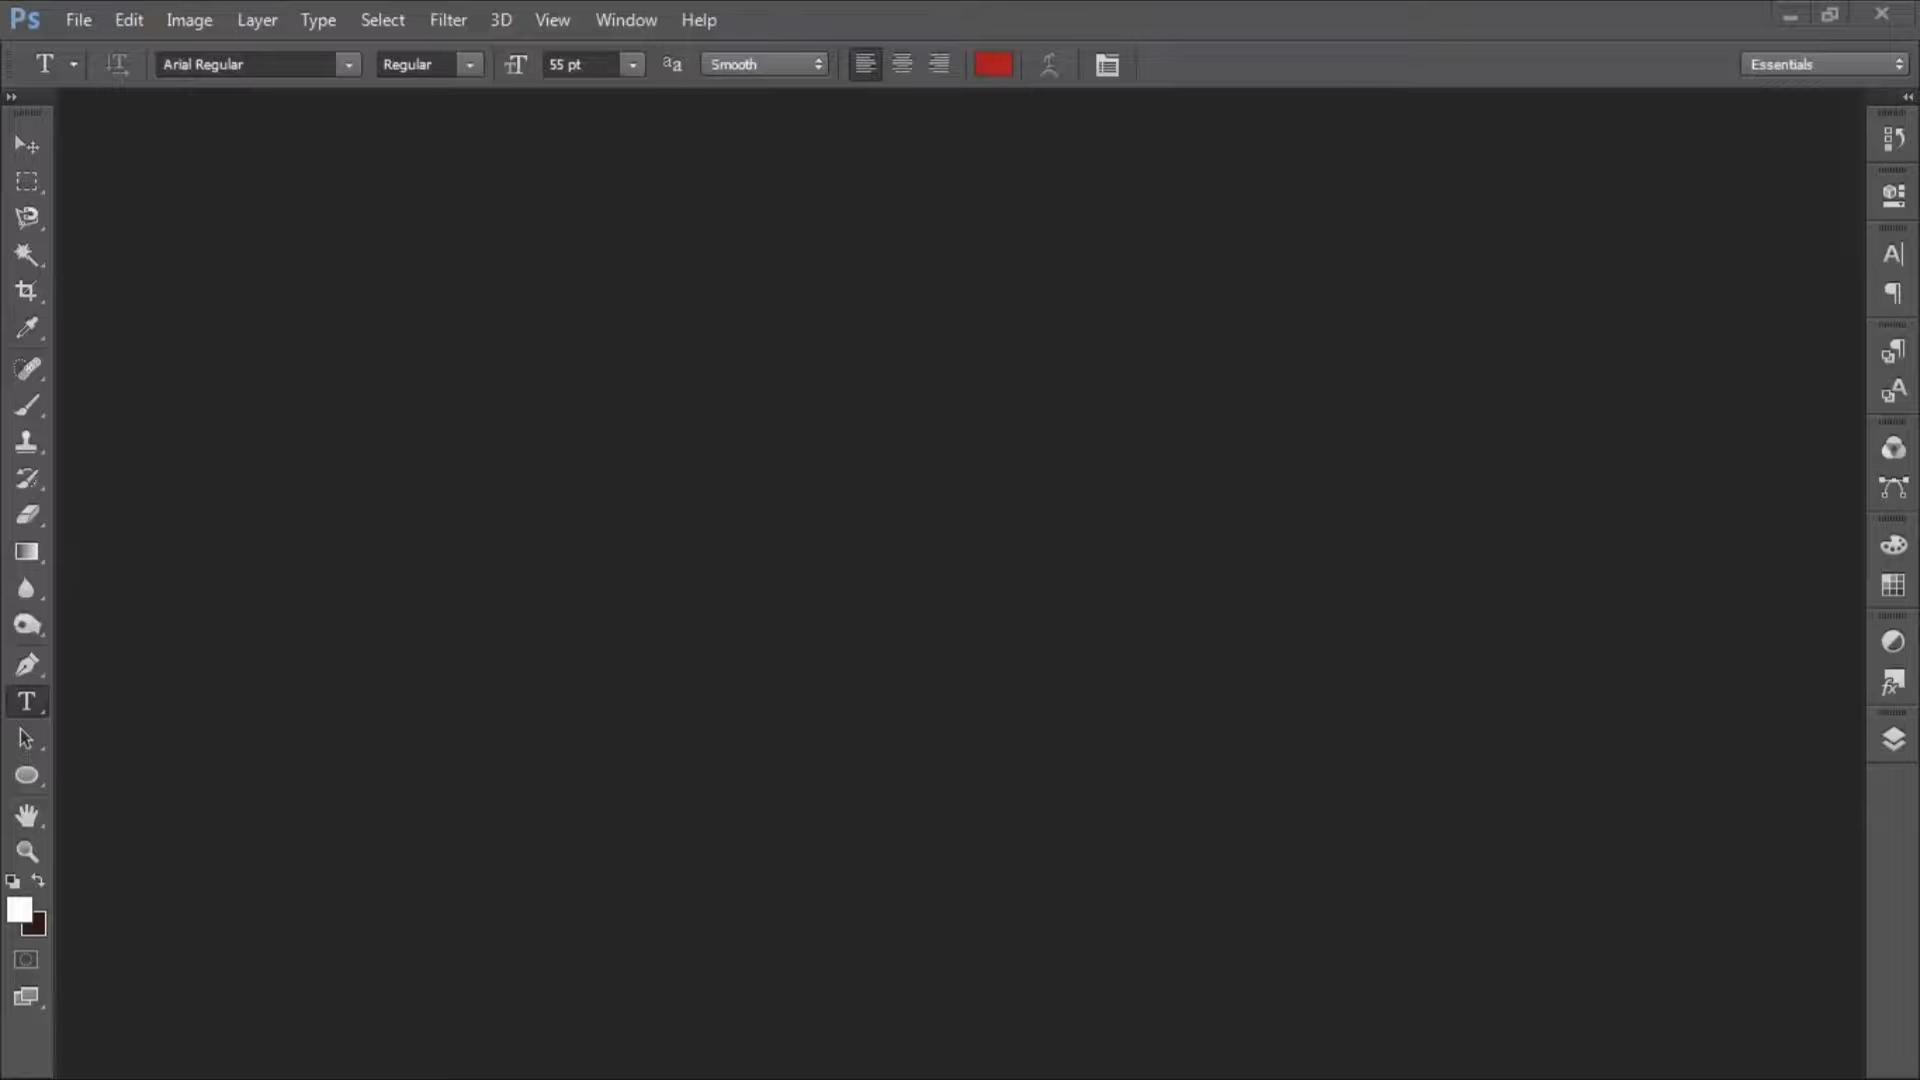 Ps File Edit Image Layer Type Select Filter 3D View Window Help
T Arial Regular Regular 55 pt aa Smooth Essentials